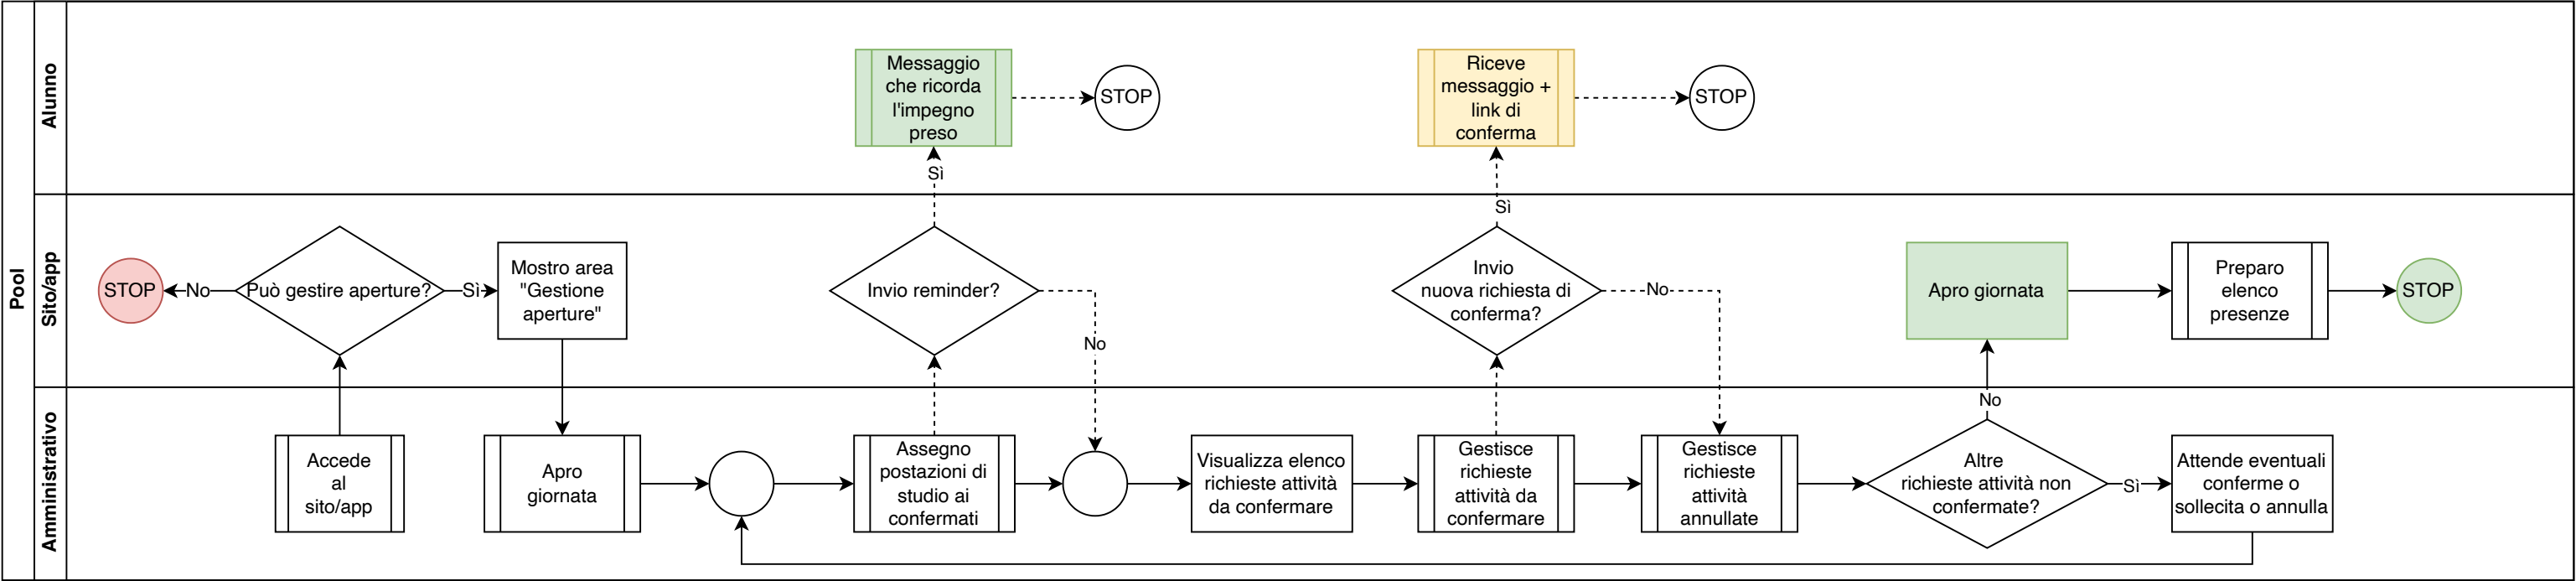 Pool
Alunno
Messaggio
che ricorda
l'impegno
preso
STOP
Sì
Riceve
messaggio +
link di
conferma
STOP
Sì
Sito/app
STOP
No
Può gestire aperture?
Sì
Mostro area
"Gestione
aperture"
Invio reminder?
No
Invio
nuova richiesta di
conferma?
No
Apro giornata
Preparo
elenco
presenze
STOP
Amministrativo
Accede
al
sito/app
Apro
giornata
Assegno
postazioni di
studio ai
confermati
Visualizza elenco
richieste attività
da confermare
Gestisce
richieste
attività da
confermare
Gestisce
richieste
attività
annullate
No
Altre
richieste attività non
confermate?
Sì
Attende eventuali
conferme o
sollecita o annulla